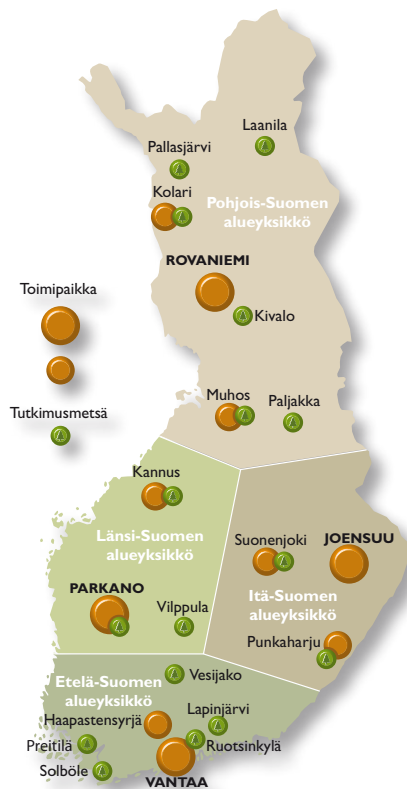 Laanila
Pallasjärvi
Kolari
Pohjois-Suomen
alueyksikkö
ROVANIEMI
Toimipaikka
Kivalo
Muhos
Paljakka
Tutkimusmetsä
Kannus
Länsi-Suomen
alueyksikkö
Suonenjoki
JOENSUU
PARKANO
Vilppula
Itä-Suomen
alueyksikkö
Punkaharju
Etelä-Suomen
alueyksikkö
Vesijako
Lapinjärvi
Haapastensyrjä
Preitilä
Ruotsinkylä
Solböle
VANTAA